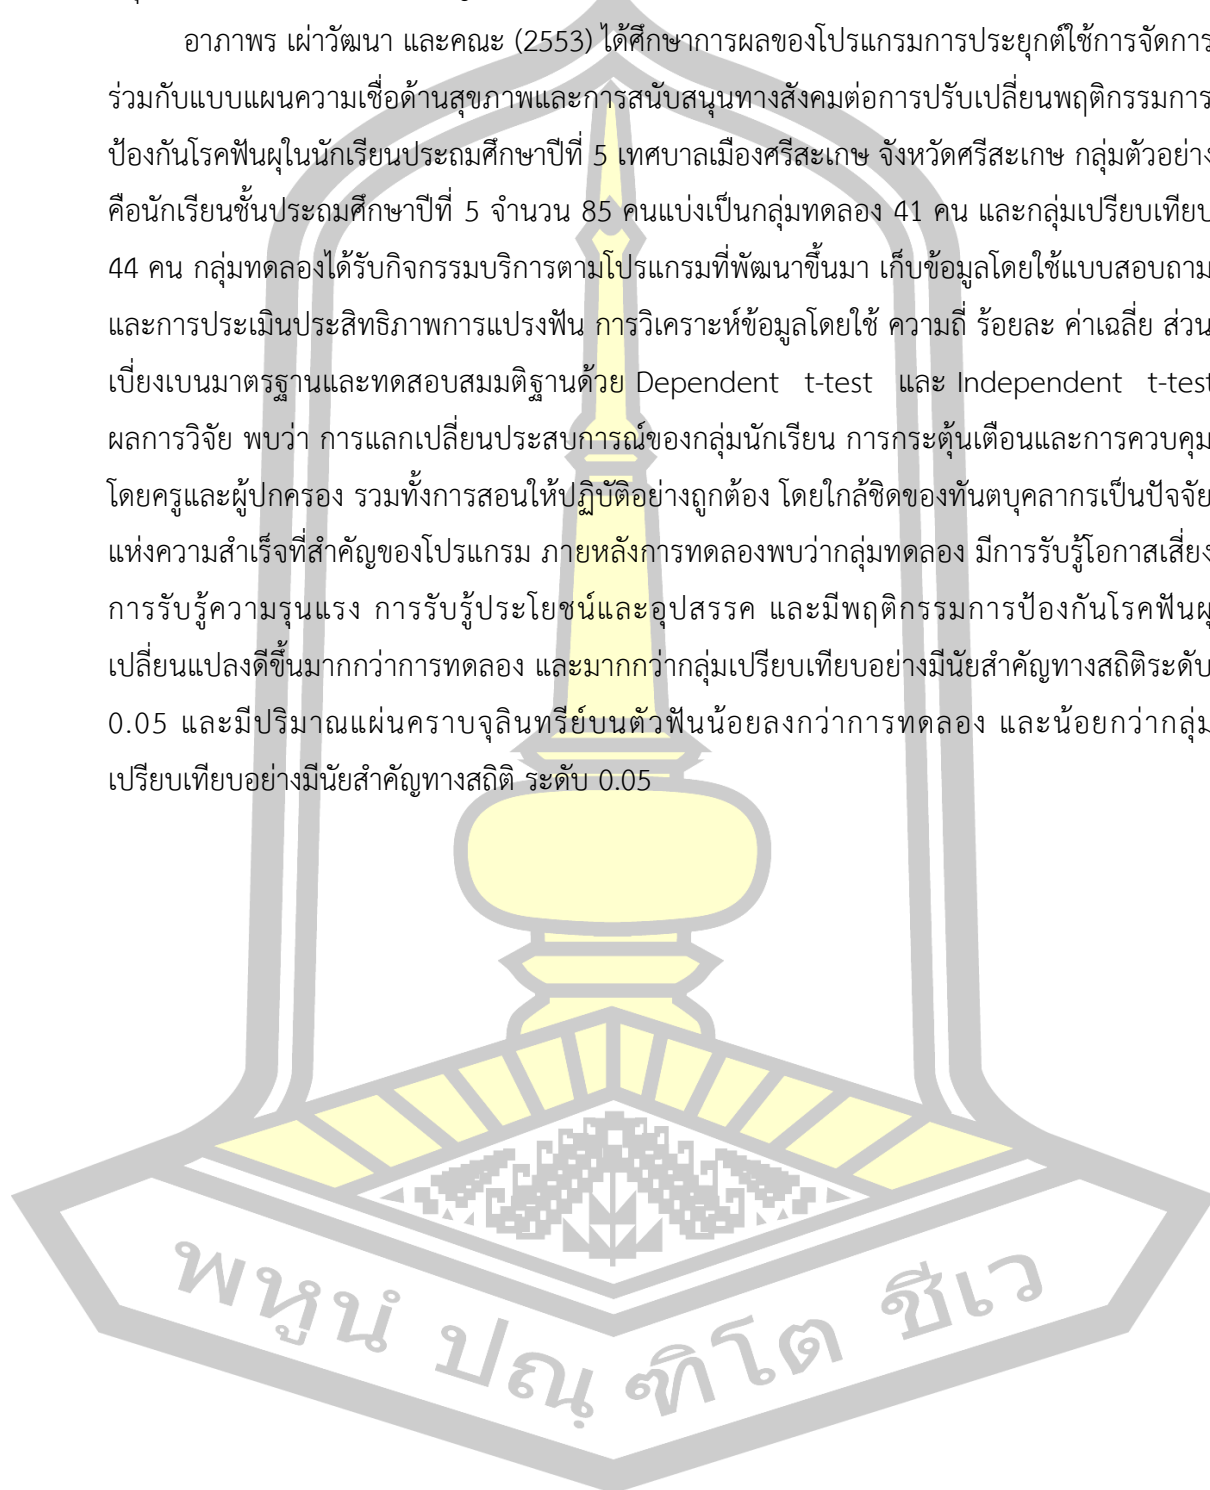 อาภาพร เผ่าวัฒนา และคณะ (2553) ได้ศึกษาการผลของโปรแกรมการประยุกต์ใช้การจัดการ
ร่วมกับแบบแผนความเชื่อด้านสุขภาพและการสนับสนุนทางสังคมต่อการปรับเปลี่ยนพฤติกรรมการ
ป้องกันโรคฟันผุในนักเรียนประถมศึกษาปีที่ 5 เทศบาลเมืองศรีสะเกษ จังหวัดศรีสะเกษ กลุ่มตัวอย่าง
คือนักเรียนชั้นประถมศึกษาปีที่ 5 จำนวน 85 คนแบ่งเป็นกลุ่มทดลอง 41 คน และกลุ่มเปรียบเทียบ
44 คน กลุ่มทดลองได้รับกิจกรรมบริการตามโปรแกรมที่พัฒนาขึ้นมา เก็บข้อมูลโดยใช้แบบสอบถาม
และการประเมินประสิทธิภาพการแปรงฟัน การวิเคราะห์ข้อมูลโดยใช้ ความถี่ ร้อยละ ค่าเฉลี่ย ส่วน
เบี่ยงเบนมาตรฐานและทดสอบสมมติฐานด้วย Dependent t-test และ Independent t-test
ผลการวิจัย พบว่า การแลกเปลี่ยนประสบการณ์ของกลุ่มนักเรียน การกระตุ้นเตือนและการควบคุม
โดยครูและผู้ปกครอง รวมทั้งการสอนให้ปฏิบัติอย่างถูกต้อง โดยใกล้ชิดของทันตบุคลากรเป็นปัจจัย
แห่งความสำเร็จที่สำคัญของโปรแกรม ภายหลังการทดลองพบว่ากลุ่มทดลอง มีการรับรู้โอกาสเสี่ยง
การรับรู้ความรุนแรง การรับรู้ประโยชน์และอุปสรรค และมีพฤติกรรมการป้องกันโรคฟันผุ
เปลี่ยนแปลงดีขึ้นมากกว่าการทดลอง และมากกว่ากลุ่มเปรียบเทียบอย่างมีนัยสำคัญทางสถิติระดับ
0.05 และมีปริมาณแผ่นคราบจุลินทรีย์บนตัวฟันน้อยลงกว่าการทดลอง และน้อยกว่ากลุ่ม
เปรียบเทียบอย่างมีนัยสำคัญทางสถิติ ระดับ 0.05
พหูนํ ปณฺฑิโต ชีเว